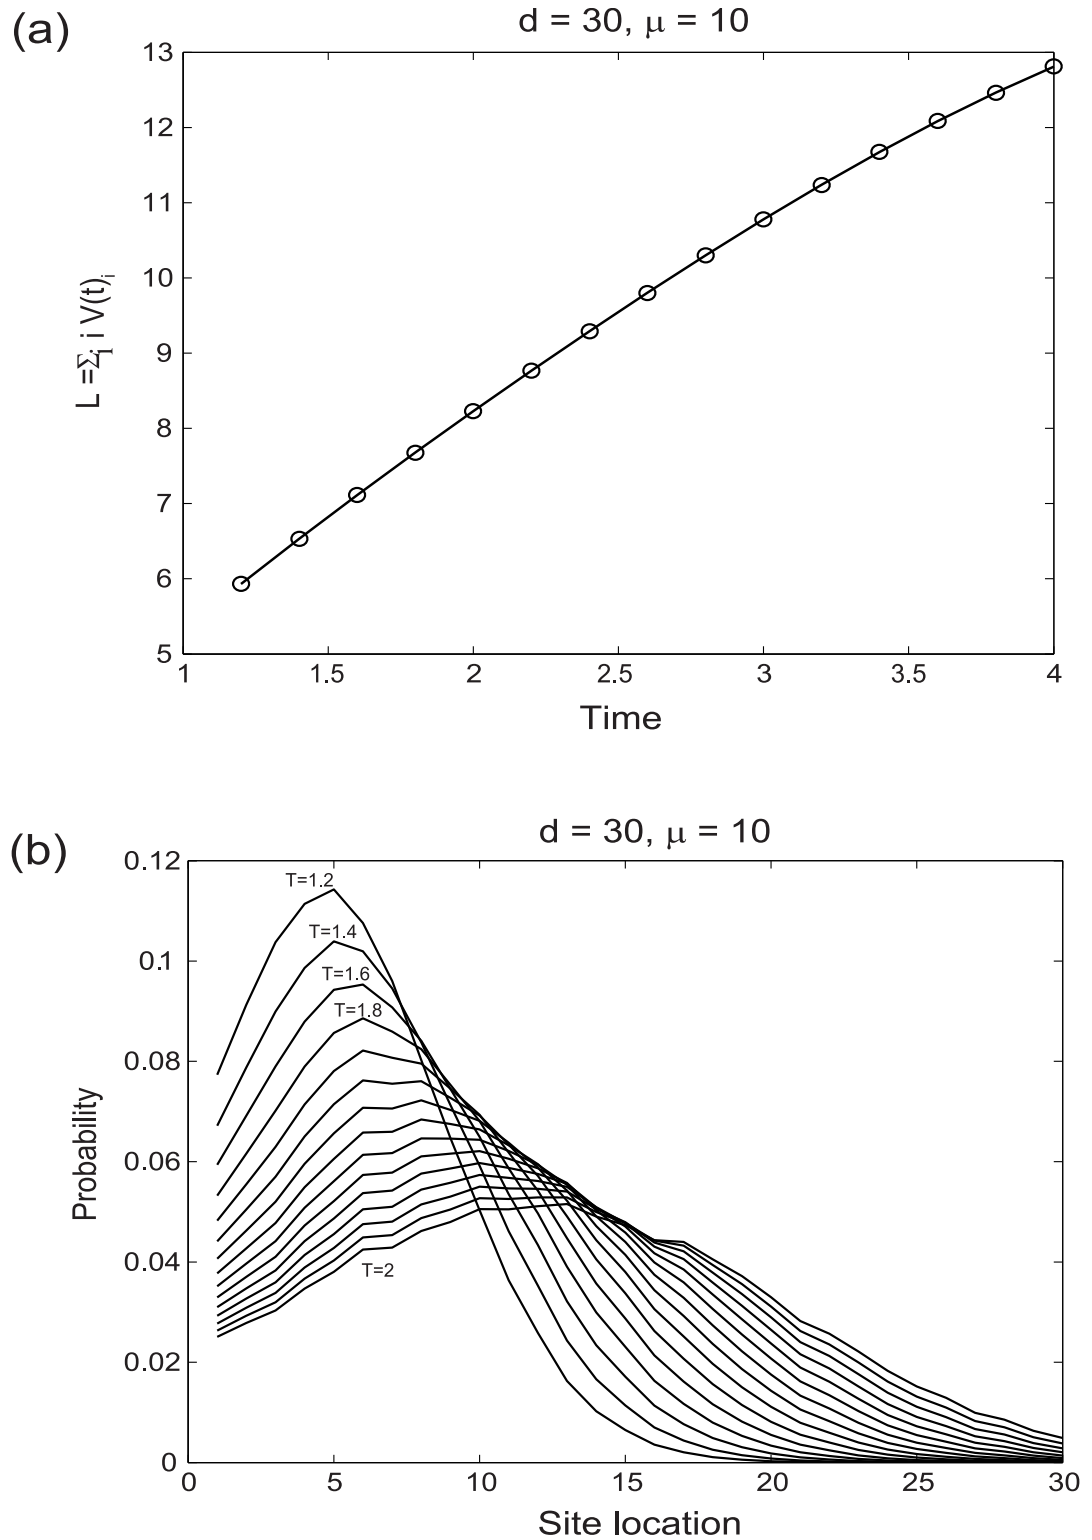 (a)
d = 30, μ = 10
13
12
11
10
9
8
7
6
5
L =Σi i V(t)i
1
1.5
2
2.5
3
3.5
4
Time
(b)
d = 30, μ = 10
0.12
0.1
0.08
0.06
0.04
0.02
0
Probability
T=1.2
T=1.4
T=1.6
T=1.8
T=2
0
5
10
15
20
25
30
Site location